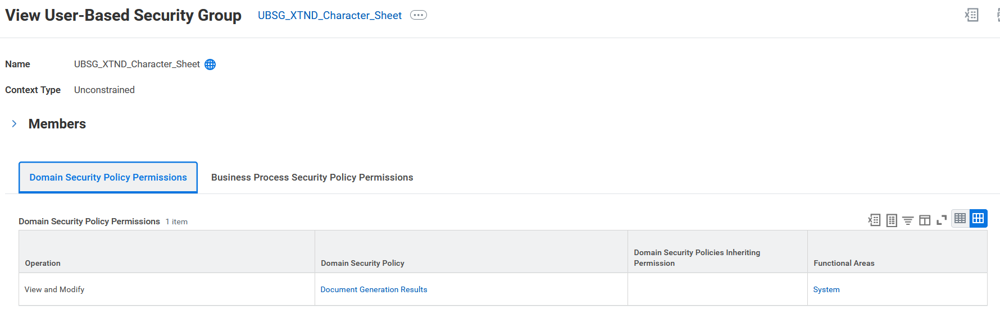 View User-Based Security Group UBSG_XTND_Character_Sheet
Name UBSG_XTND_Character_Sheet
Context Type Unconstrained
Members
Domain Security Policy Permissions Business Process Security Policy Permissions
Domain Security Policy Permissions 1 item
Operation Domain Security Policy Domain Security Policies Inheriting Permission Functional Areas
View and Modify Document Generation Results System